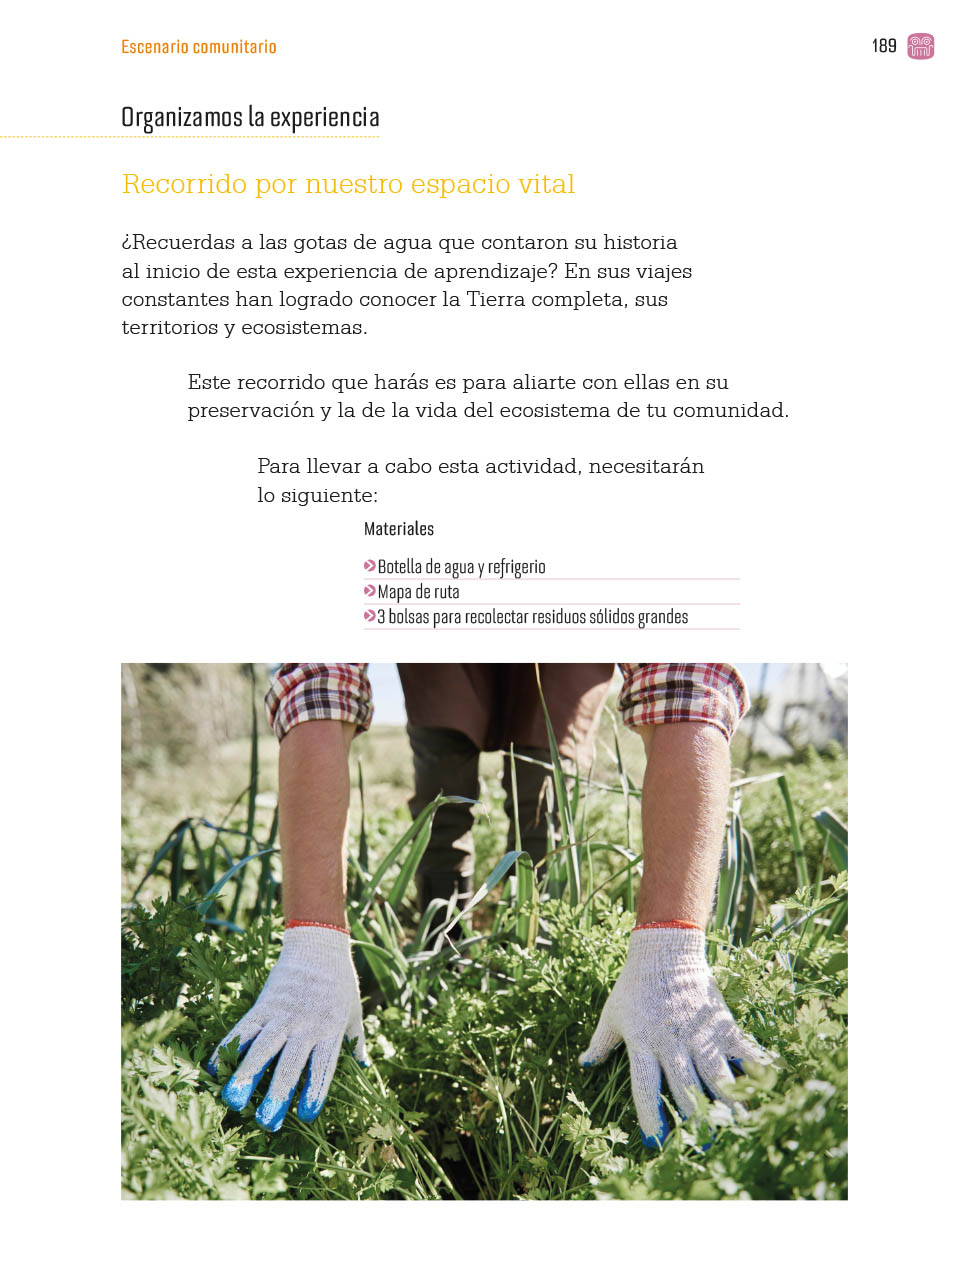 Escenario comunitario
189
Organizamos la experiencia
Recorrido por nuestro espacio vital
¿Recuerdas a las gotas de agua que contaron su historia
al inicio de esta experiencia de aprendizaje? En sus viajes
constantes han logrado conocer la Tierra completa, sus
territorios y ecosistemas.
Este recorrido que harás es para aliarte con ellas en su
preservación y la de la vida del ecosistema de tu comunidad.
Para llevar a cabo esta actividad, necesitarán
lo siguiente:
Materiales
Botella de agua y refrigerio
Mapa de ruta
3 bolsas para recolectar residuos sólidos grandes